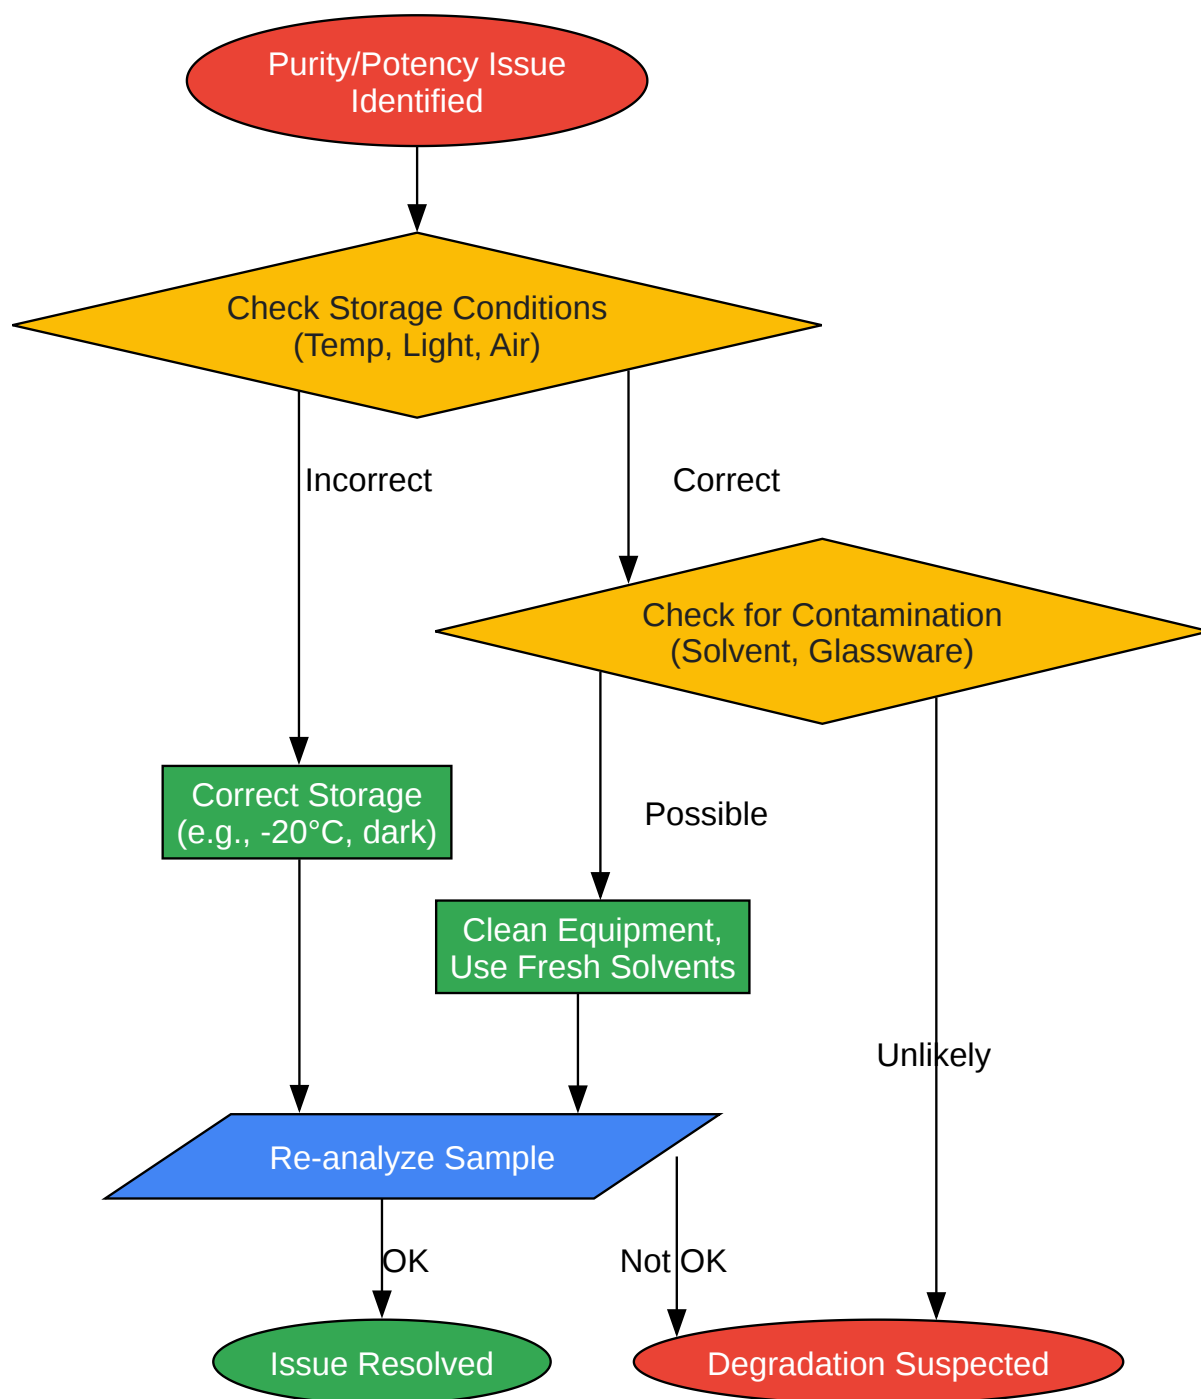 Purity/Potency Issue
Identified
Check Storage Conditions
(Temp, Light, Air)
Incorrect
Correct
Check for Contamination
(Solvent, Glassware)
Correct Storage
(e.g., -20°C, dark)
Possible
Clean Equipment,
Use Fresh Solvents
Unlikely
Re-analyze Sample
OK
Not OK
Issue Resolved
Degradation Suspected